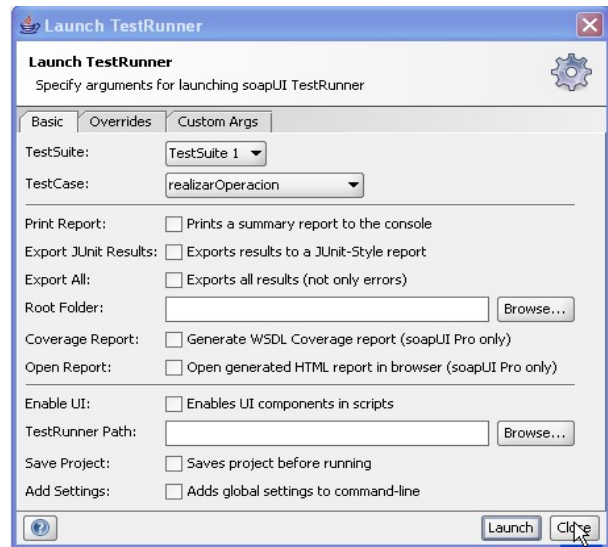 Launch TestRunner
Launch TestRunner
Specify arguments for launching soapUI TestRunner
Basic Overrides Custom Args
TestSuite: TestSuite 1
TestCase: realizarOperacion
Print Report: Prints a summary report to the console
Export JUnit Results: Exports results to a JUnit-Style report
Export All: Exports all results (not only errors)
Root Folder: Browse...
Coverage Report: Generate WSDL Coverage report (soapUI Pro only)
Open Report: Open generated HTML report in browser (soapUI Pro only)
Enable UI: Enables UI components in scripts
TestRunner Path: Browse...
Save Project: Saves project before running
Add Settings: Adds global settings to command-line
? Launch Close